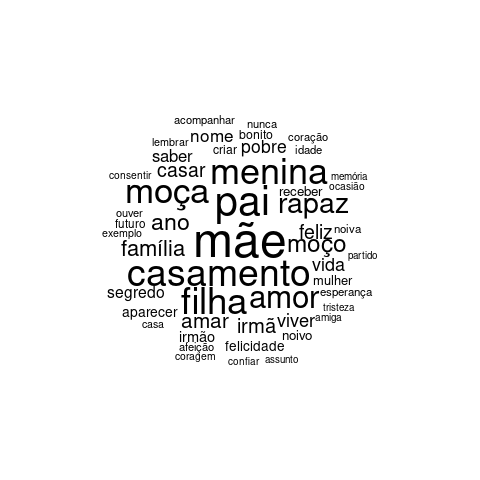 acompanhar
nunca
nome bonito coração
lembrar criar pobre idade
saber
casar menina memória
consentir receber ocasião
moça pai rapaz
ouver ano
futuro feliz noiva
exemplo mãe moço
família partido
casamento vida
mulher
segredo filha amor esperança
aparecer tristeza
casa amar irmã viver amiga
irmão noivo
afeição felicidade
coragem confiar assunto